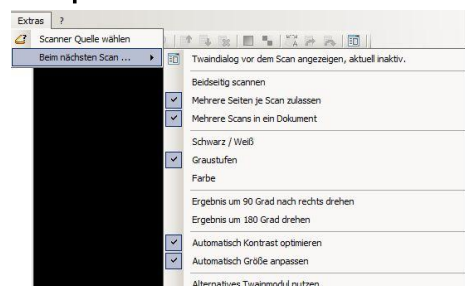 Extras ?
Scanner Quelle wählen
Beim nächsten Scan ...
Twaindialog vor dem Scan angezeigen, aktuell inaktiv.
Beidseitig scannen
Mehrere Seiten je Scan zulassen
Mehrere Scans in ein Dokument
Schwarz / Weiß
Graustufen
Farbe
Ergebnis um 90 Grad nach rechts drehen
Ergebnis um 180 Grad drehen
Automatisch Kontrast optimieren
Automatisch Größe anpassen
Alternatives Twainmodul nutzen